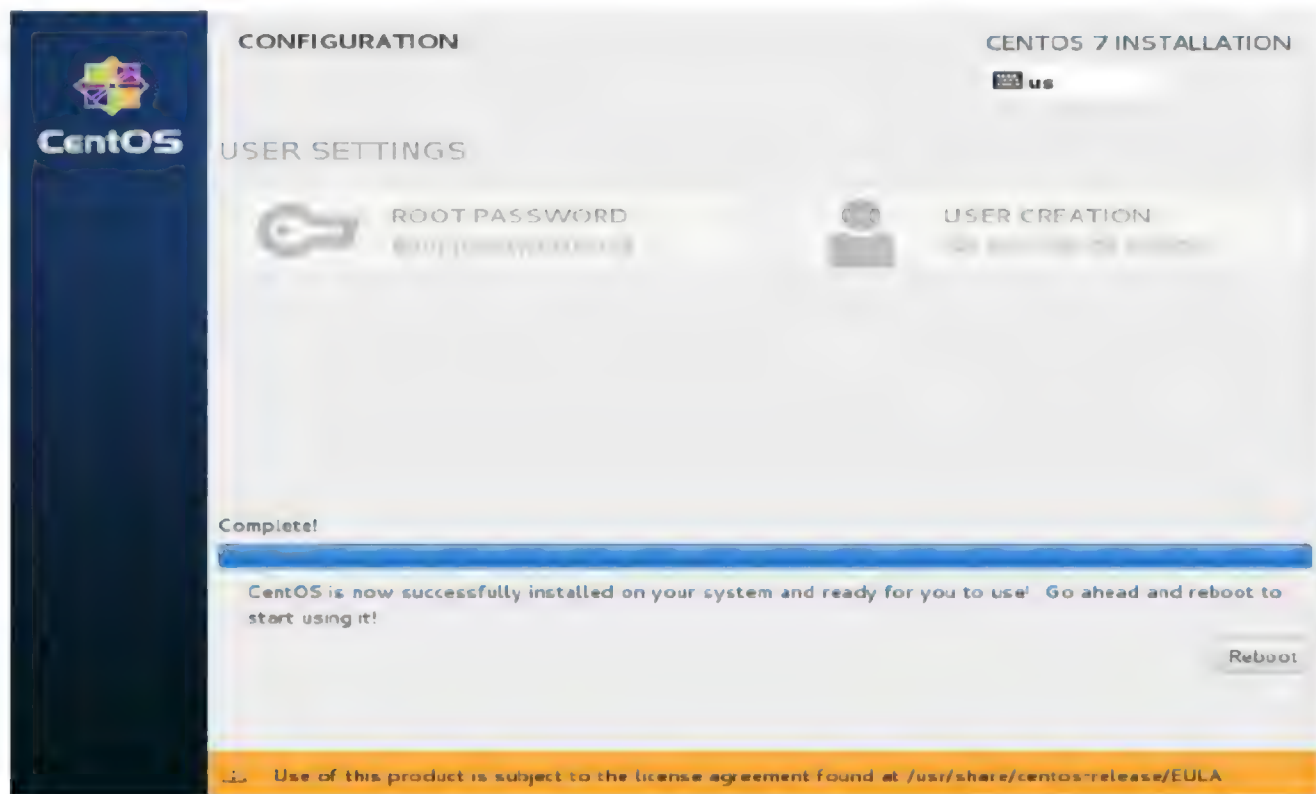 CONFIGURATION
CENTOS 7 INSTALLATION
us
CentOS
USER SETTINGS
ROOT PASSWORD
USER CREATION
Complete!
CentOS is now successfully installed on your system and ready for you to use! Go ahead and reboot to
start using it!
Reboot
Use of this product is subject to the license agreement found at /usr/share/centos-release/EULA